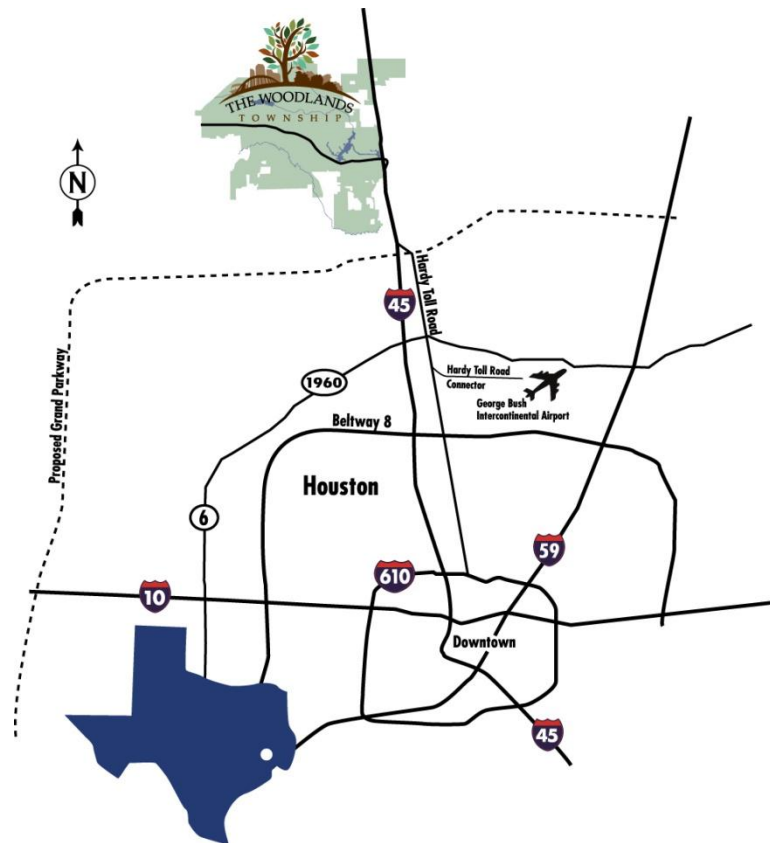 THE WOODLANDS
TOWNSHIP
N
Proposed Grand Parkway
45
Hardy Toll Road
1960
Hardy Toll Road
Connector
George Bush
Intercontinental Airport
Beltway 8
Houston
6
59
610
10
Downtown
45